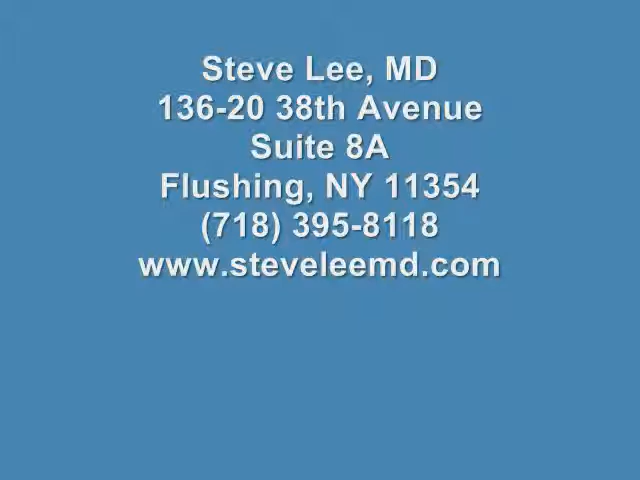 Steve Lee, MD
136-20 38th Avenue
Suite 8A
Flushing, NY 11354
(718) 395-8118
www.steveleemd.com